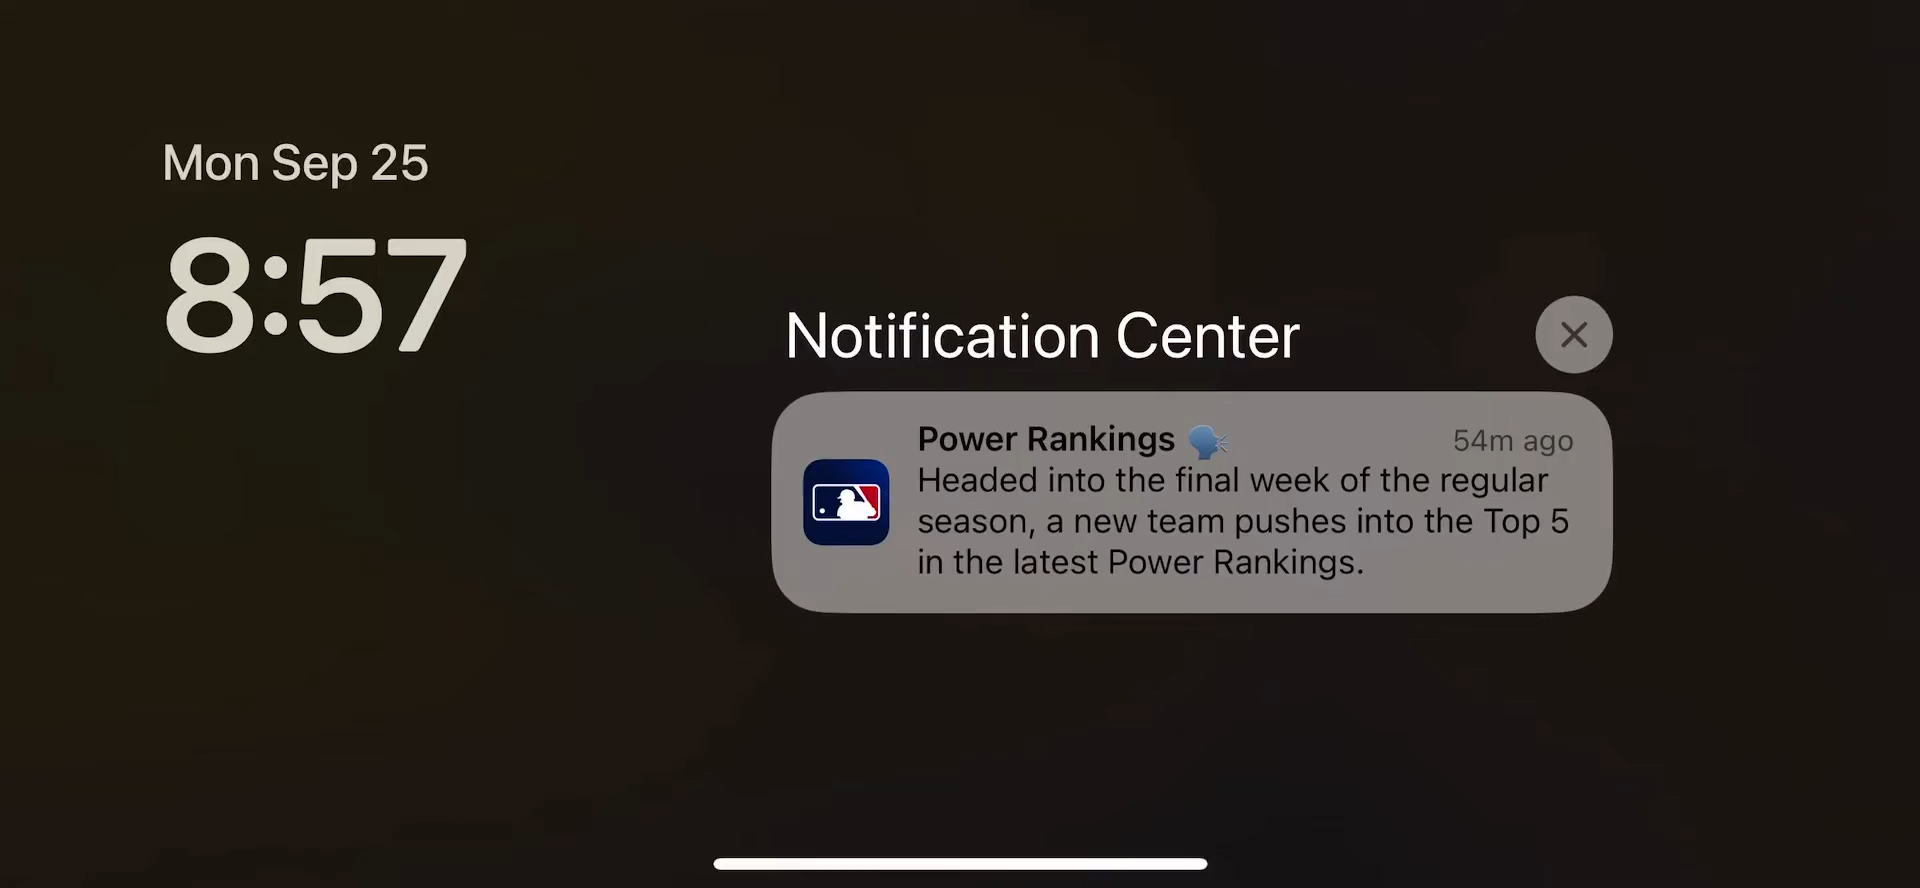 Mon Sep 25
8:57
Notification Center
Power Rankings 🗣️
54m ago
Headed into the final week of the regular
season, a new team pushes into the Top 5
in the latest Power Rankings.